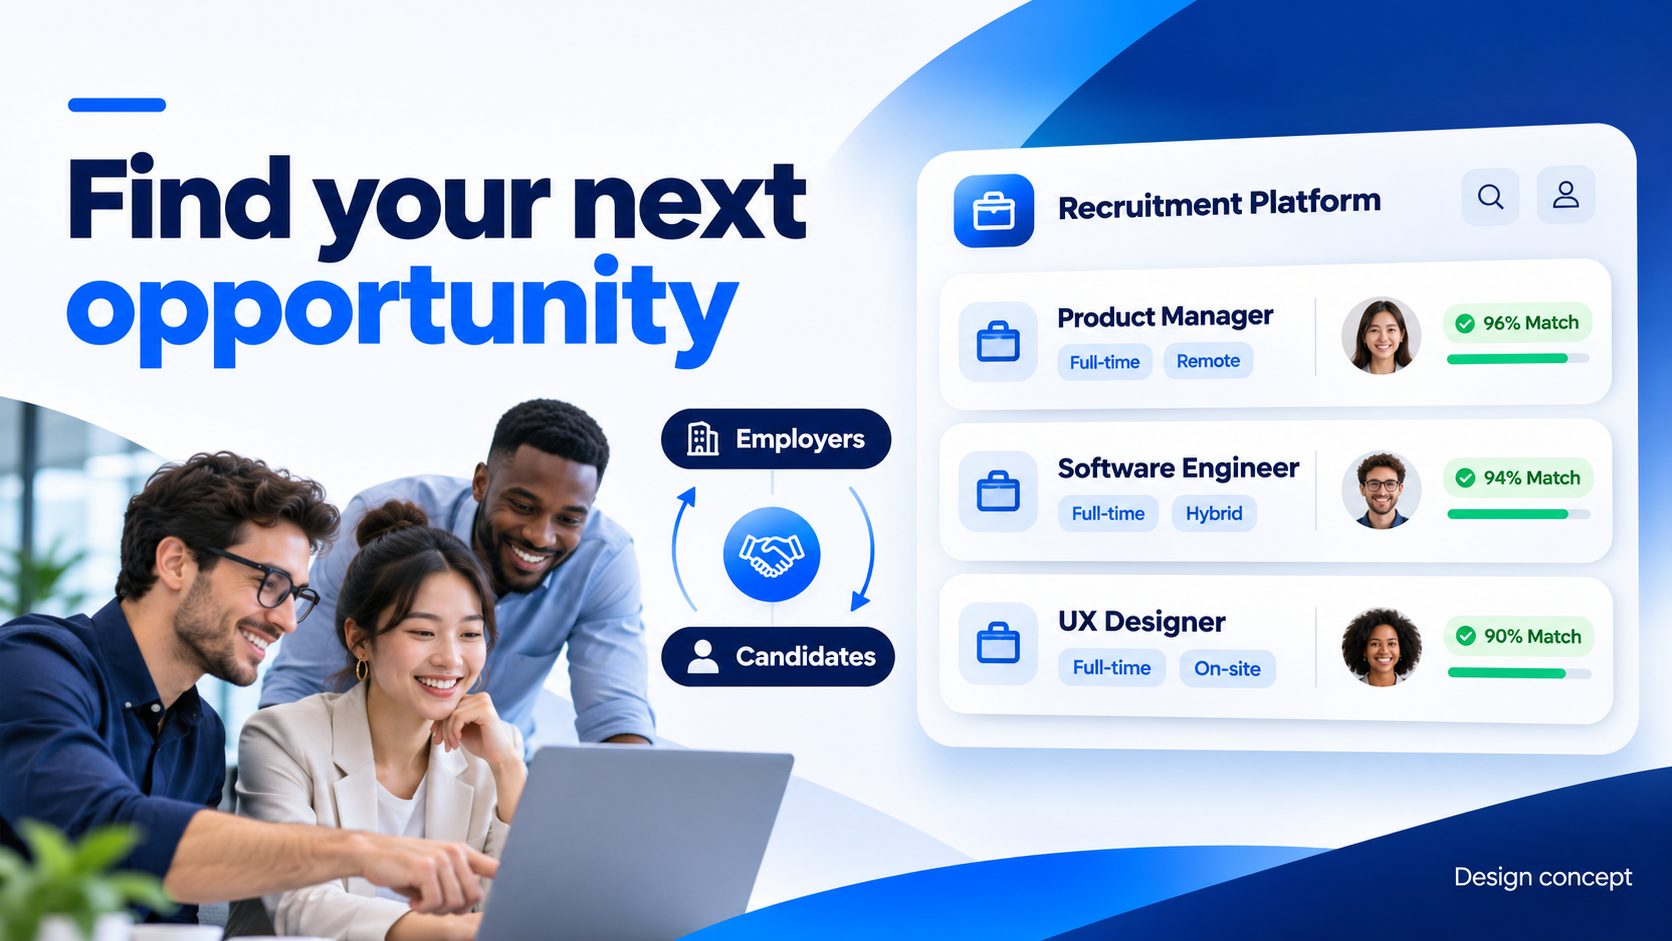 Find your next
opportunity
Employers
Candidates
Recruitment Platform
Product Manager
Full-time
Remote
96% Match
Software Engineer
Full-time
Hybrid
94% Match
UX Designer
Full-time
On-site
90% Match
Design concept